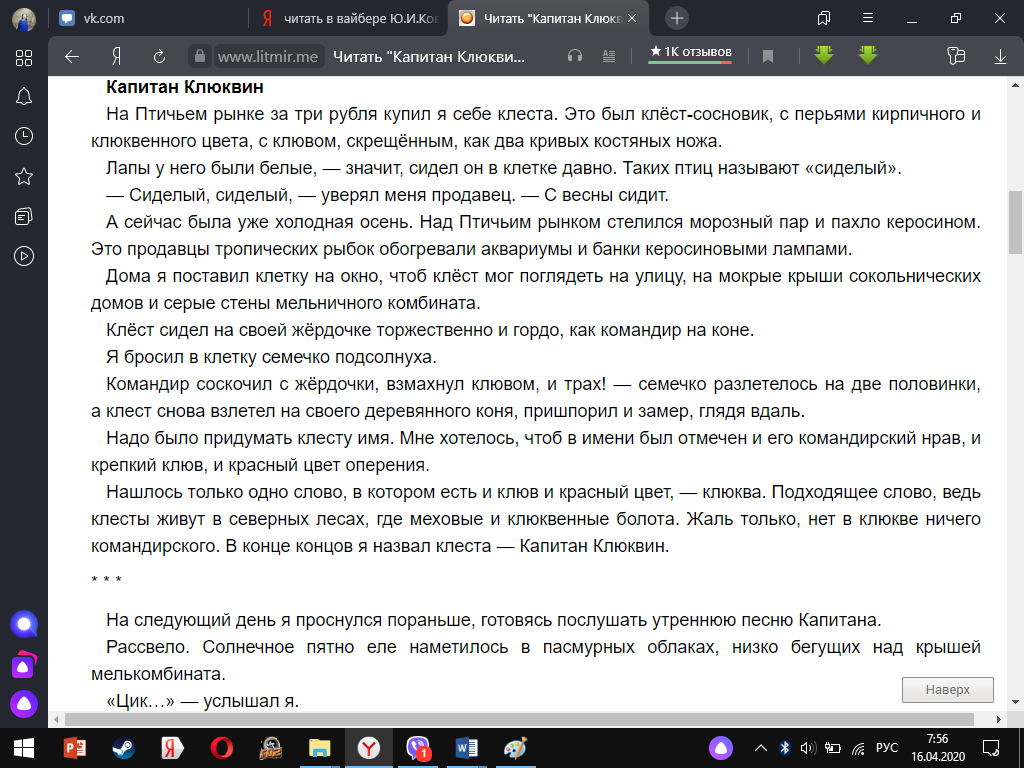 vk.com
читать в вайбере Ю.И.Ков
Читать "Капитан Клюкв
www.litmir.me
Читать "Капитан Клюкви...
★ 1K отзывов
Капитан Клюквин
На Птичьем рынке за три рубля купил я себе клеста. Это был клёст-сосновик, с перьями кирпичного и
клюквенного цвета, с клювом, скрещённым, как два кривых костяных ножа.
Лапы у него были белые, — значит, сидел он в клетке давно. Таких птиц называют «сиделый».
— Сиделый, сиделый, — уверял меня продавец. — С весны сидит.
А сейчас была уже холодная осень. Над Птичьим рынком стелился морозный пар и пахло керосином.
Это продавцы тропических рыбок обогревали аквариумы и банки керосиновыми лампами.
Дома я поставил клетку на окно, чтоб клёст мог поглядеть на улицу, на мокрые крыши сокольнических
домов и серые стены мельничного комбината.
Клёст сидел на своей жёрдочке торжественно и гордо, как командир на коне.
Я бросил в клетку семечко подсолнуха.
Командир соскочил с жёрдочки, взмахнул клювом, и трах! — семечко разлетелось на две половинки,
а клест снова взлетел на своего деревянного коня, пришпорил и замер, глядя вдаль.
Надо было придумать клесту имя. Мне хотелось, чтоб в имени был отмечен и его командирский нрав, и
крепкий клюв, и красный цвет оперения.
Нашлось только одно слово, в котором есть и клюв и красный цвет, — клюква. Подходящее слово, ведь
клесты живут в северных лесах, где меховые и клюквенные болота. Жаль только, нет в клюкве ничего
командирского. В конце концов я назвал клеста — Капитан Клюквин.
* * *
На следующий день я проснулся пораньше, готовясь послушать утреннюю песню Капитана.
Рассвело. Солнечное пятно еле наметилось в пасмурных облаках, низко бегущих над крышей
мелькомбината.
«Цик…» — услышал я.
Наверх
1
РУС
7:56
16.04.2020